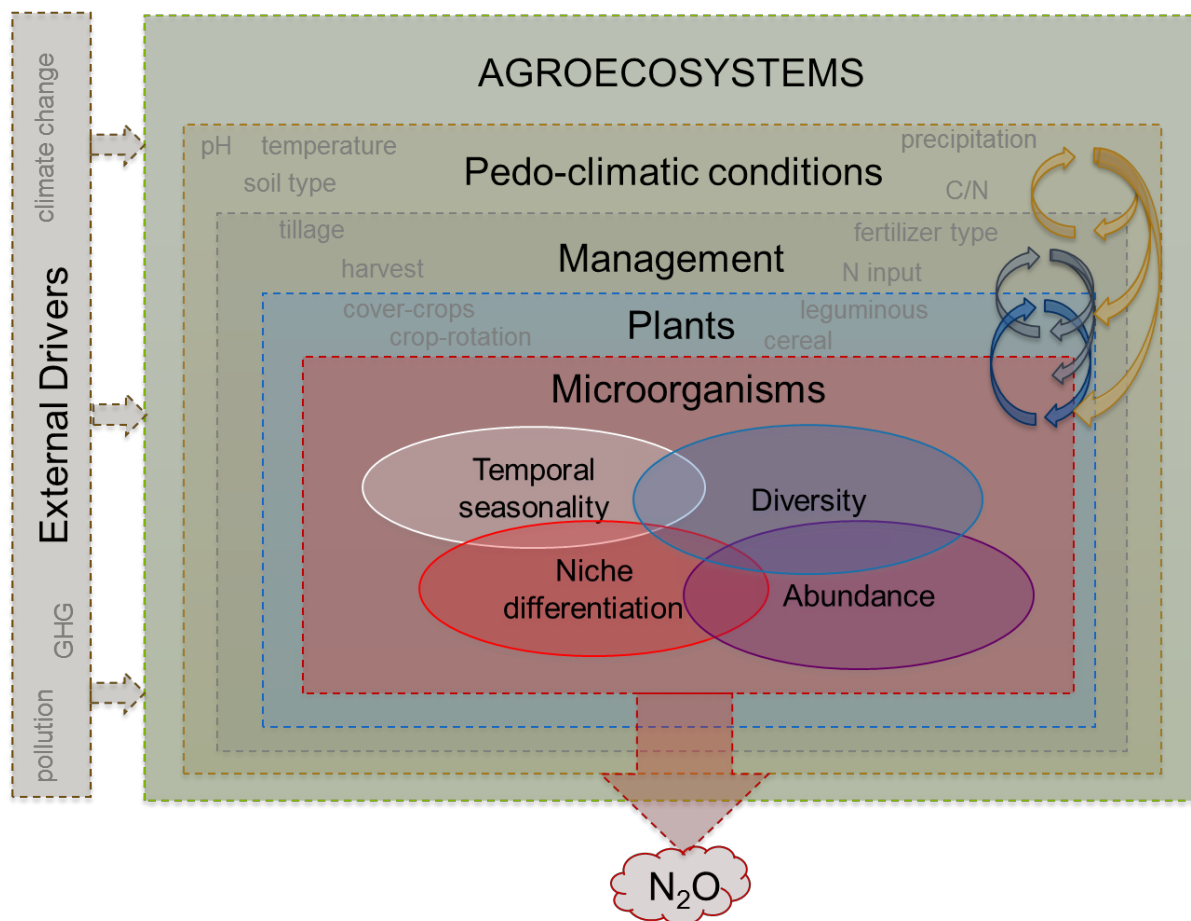 climate change
External Drivers
GHG
pollution
AGROECOSYSTEMS
pH temperature
precipitation
Pedo-climatic conditions
soil type
C/N
tillage
fertilizer type
Management
harvest
N input
cover-crops
leguminous
Plants
crop-rotation
cereal
Microorganisms
Temporal
seasonality
Diversity
Niche
differentiation
Abundance
N₂O